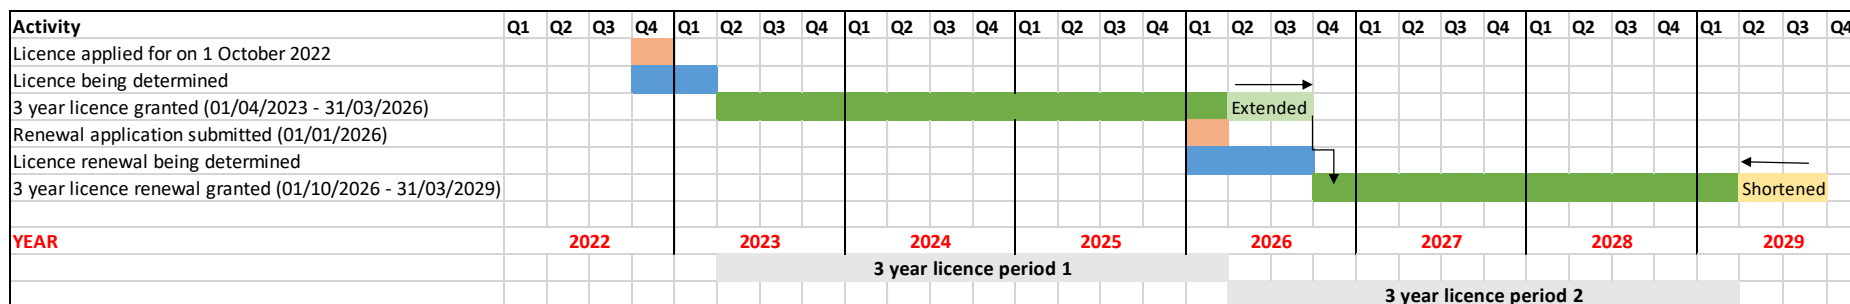 Activity Q1 Q2 Q3 Q4 Q1 Q2 Q3 Q4 Q1 Q2 Q3 Q4 Q1 Q2 Q3 Q4 Q1 Q2 Q3 Q4 Q1 Q2 Q3 Q4 Q1 Q2 Q3 Q4 Q1 Q2 Q3 Q4
Licence applied for on 1 October 2022
Licence being determined
3 year licence granted (01/04/2023 - 31/03/2026) Extended
Renewal application submitted (01/01/2026)
Licence renewal being determined
3 year licence renewal granted (01/10/2026 - 31/03/2029) Shortened
YEAR 2022 2023 2024 2025 2026 2027 2028 2029
3 year licence period 1
3 year licence period 2